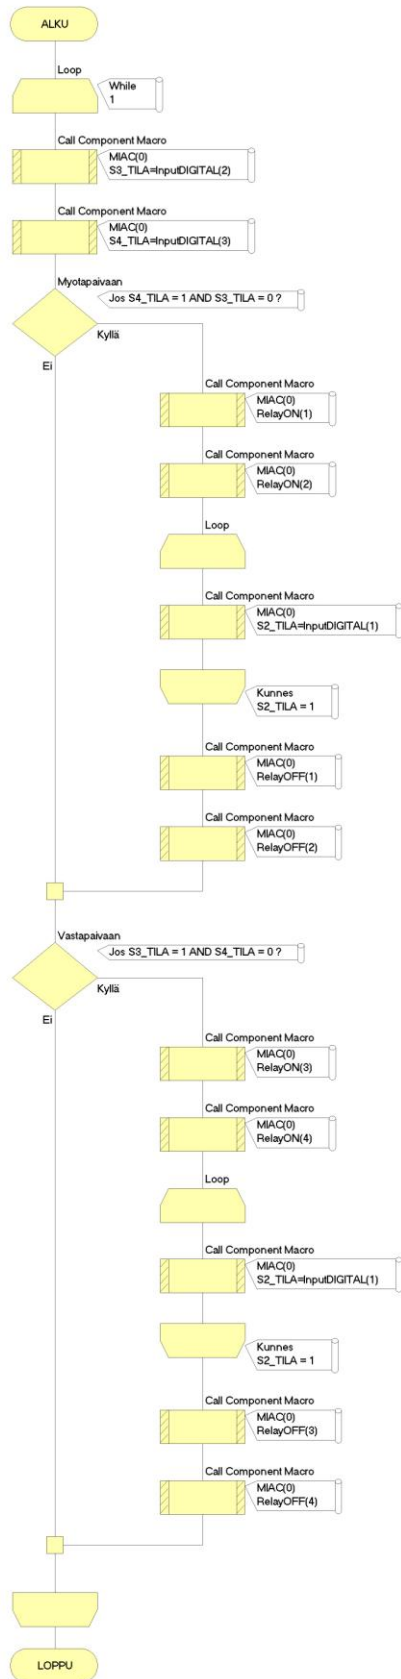 ALKU
Loop
While
1
Call Component Macro
MIAC(0)
S3_TILA=InputDIGITAL(2)
Call Component Macro
MIAC(0)
S4_TILA=InputDIGITAL(3)
Myotapaivaan
Jos S4_TILA = 1 AND S3_TILA = 0 ?
Kyllä
Ei
Call Component Macro
MIAC(0)
RelayON(1)
Call Component Macro
MIAC(0)
RelayON(2)
Loop
Call Component Macro
MIAC(0)
S2_TILA=InputDIGITAL(1)
Kunnes
S2_TILA = 1
Call Component Macro
MIAC(0)
RelayOFF(1)
Call Component Macro
MIAC(0)
RelayOFF(2)
Vastapaivaan
Jos S3_TILA = 1 AND S4_TILA = 0 ?
Kyllä
Ei
Call Component Macro
MIAC(0)
RelayON(3)
Call Component Macro
MIAC(0)
RelayON(4)
Loop
Call Component Macro
MIAC(0)
S2_TILA=InputDIGITAL(1)
Kunnes
S2_TILA = 1
Call Component Macro
MIAC(0)
RelayOFF(3)
Call Component Macro
MIAC(0)
RelayOFF(4)
LOPPU